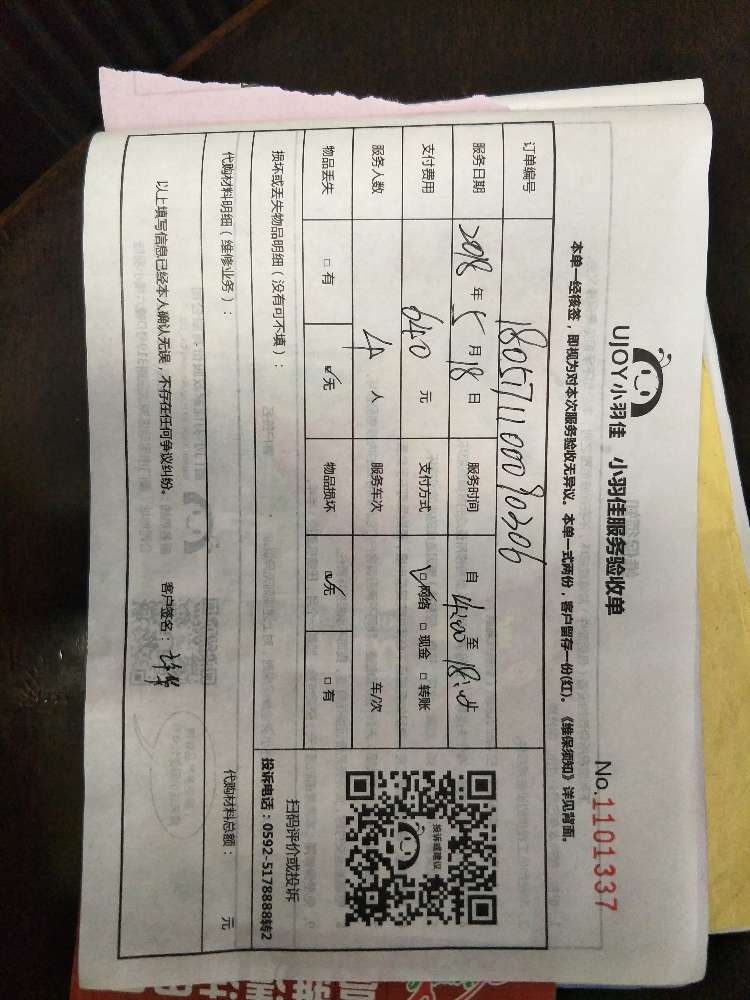 UJOY小羽佳 小羽佳服务验收单
No.1101337
本单一经核签，即视为对本次服务验收无异议。本单一式两份，客户留存一份(红)。《维保须知》详见背面。
订单编号 180517110090306
服务日期 2018 年 5 月 18 日 服务时间 自 14:00 至
支付费用 640 元 支付方式 ☑网络 □现金 □转账
服务人数 4 人 服务车次 车/次
物品丢失 □有 ☑无 物品损坏 ☑无 □有
投诉或建议
扫码评价或投诉
投诉电话：0592-5178888转2
损坏或丢失物品明细（没有可不填）：
代购材料明细（维修业务）： 代购材料总额： 元
以上填写信息已经本人确认无误，不存在任何争议纠纷。 客户签名：